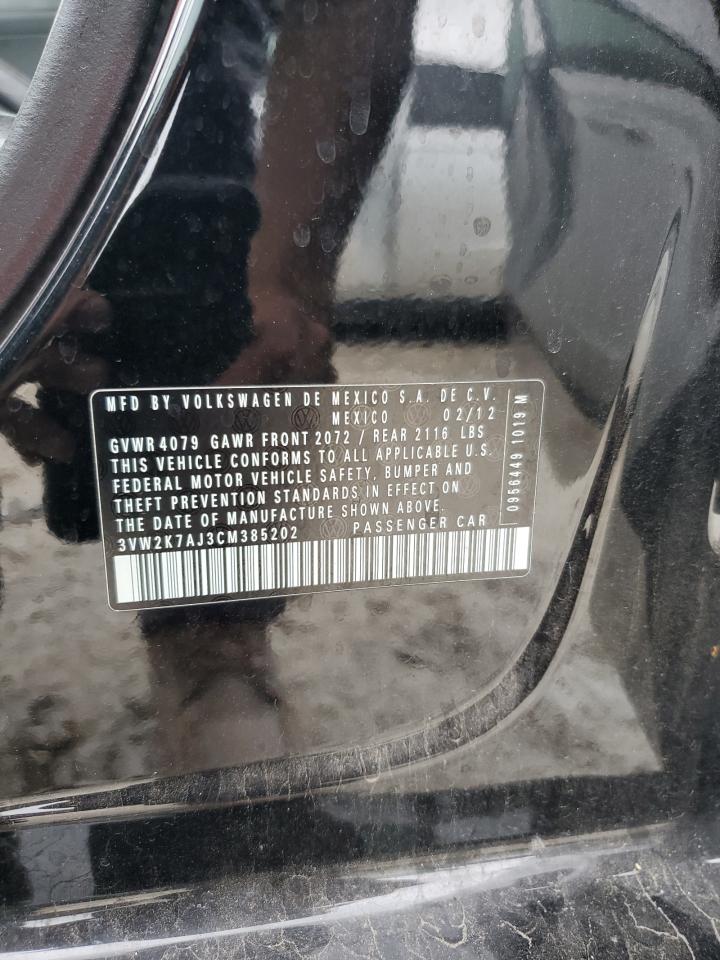 MFD BY VOLKSWAGEN DE MEXICO S.A. DE C.V.
MEXICO 02/12
GVWR 4079 GAWR FRONT 2072 / REAR 2116 LBS
THIS VEHICLE CONFORMS TO ALL APPLICABLE U.S.
FEDERAL MOTOR VEHICLE SAFETY, BUMPER AND
THEFT PREVENTION STANDARDS IN EFFECT ON
THE DATE OF MANUFACTURE SHOWN ABOVE.
3VW2K7AJ3CM385202 PASSENGER CAR
0956449 1019 M